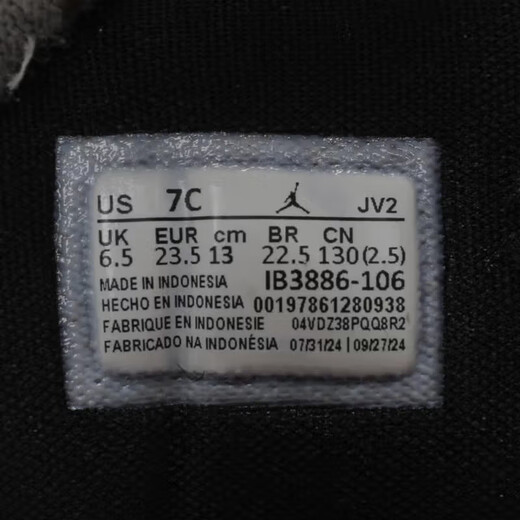 US 7C JV2
UK EUR cm BR CN
6.5 23.5 13 22.5 130(2.5)
MADE IN INDONESIA IB3886-106
HECHO EN INDONESIA 00197861280938
FABRIQUE EN INDONESIE 04VDZ38PQQ8R2
FABRICADO NA INDONÉSIA 07/31/24 | 09/27/24